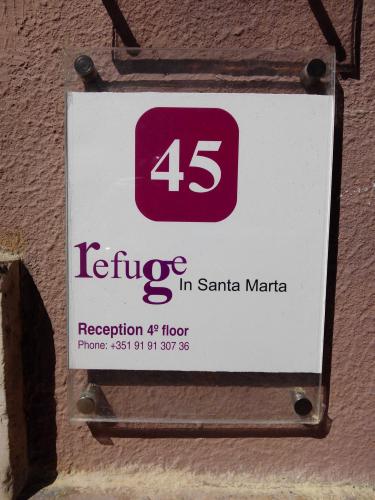 45
refuge In Santa Marta
Reception 4º floor
Phone: +351 91 91 307 36